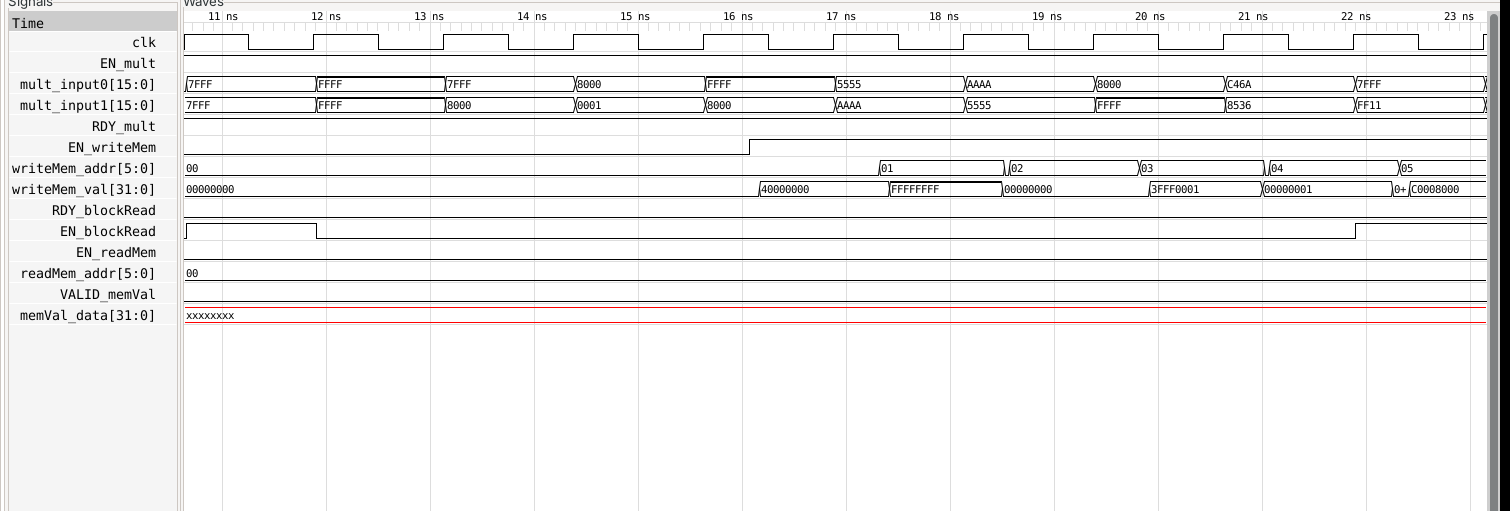 Signals Waves
Time 11 ns 12 ns 13 ns 14 ns 15 ns 16 ns 17 ns 18 ns 19 ns 20 ns 21 ns 22 ns 23 ns
clk
EN_mult
mult_input0[15:0] 7FFF FFFF 7FFF 8000 FFFF 5555 AAAA 8000 C46A 7FFF
mult_input1[15:0] 7FFF FFFF 8000 0001 8000 AAAA 5555 FFFF 8536 FF11
RDY_mult
EN_writeMem
writeMem_addr[5:0] 00 01 02 03 04 05
writeMem_val[31:0] 00000000 40000000 FFFFFFFF 00000000 3FFF0001 00000001 0+ C0008000
RDY_blockRead
EN_blockRead
EN_readMem
readMem_addr[5:0] 00
VALID_memVal
memVal_data[31:0] xxxxxxxx